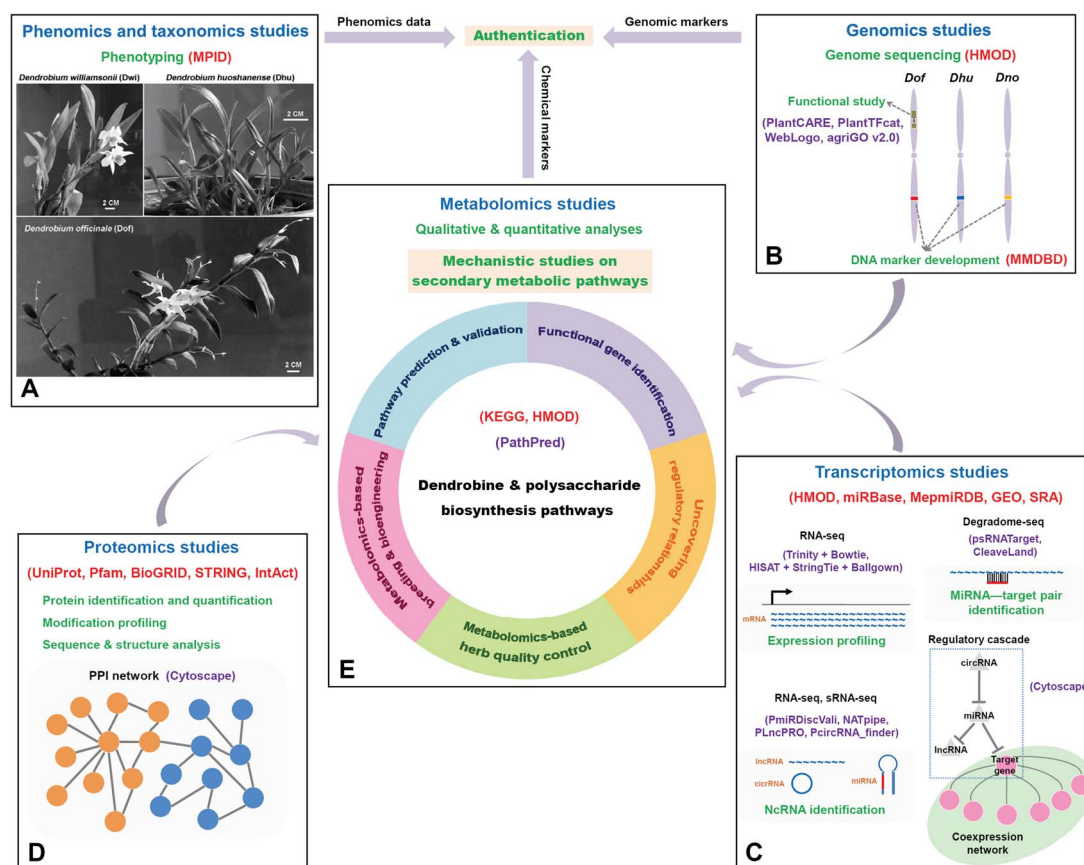 Phenomics and taxonomics studies
Phenotyping (MPID)
Dendrobium williamsonii (Dwi)
Dendrobium huoshanense (Dhu)
2 CM
2 CM
Dendrobium officinale (Dof)
2 CM
A
Phenomics data
Authentication
Genomic markers
Chemical markers
Genomics studies
Genome sequencing (HMOD)
Dof Dhu Dno
Functional study
(PlantCARE, PlantTFcat,
WebLogo, agriGO v2.0)
DNA marker development (MMDBD)
B
Metabolomics studies
Qualitative & quantitative analyses
Mechanistic studies on
secondary metabolic pathways
Pathway prediction & validation
Functional gene identification
Uncovering
regulatory relationships
Metabolomics-based
herb quality control
Metabolomics-based
breeding & bioengineering
(KEGG, HMOD)
(PathPred)
Dendrobine & polysaccharide
biosynthesis pathways
E
Proteomics studies
(UniProt, Pfam, BioGRID, STRING, IntAct)
Protein identification and quantification
Modification profiling
Sequence & structure analysis
PPI network (Cytoscape)
D
Transcriptomics studies
(HMOD, miRBase, MepmiRDB, GEO, SRA)
RNA-seq
(Trinity + Bowtie,
HISAT + StringTie + Ballgown)
mRNA
Expression profiling
Degradome-seq
(psRNATarget,
CleaveLand)
MiRNA—target pair
identification
Regulatory cascade
circRNA
(Cytoscape
miRNA
lncRNA
Target
gene
Coexpression
network
RNA-seq, sRNA-seq
(PmiRDiscVali, NATpipe,
PLncPRO, PcircRNA_finder)
lncRNA
cicrRNA
miRNA
NcRNA identification
C